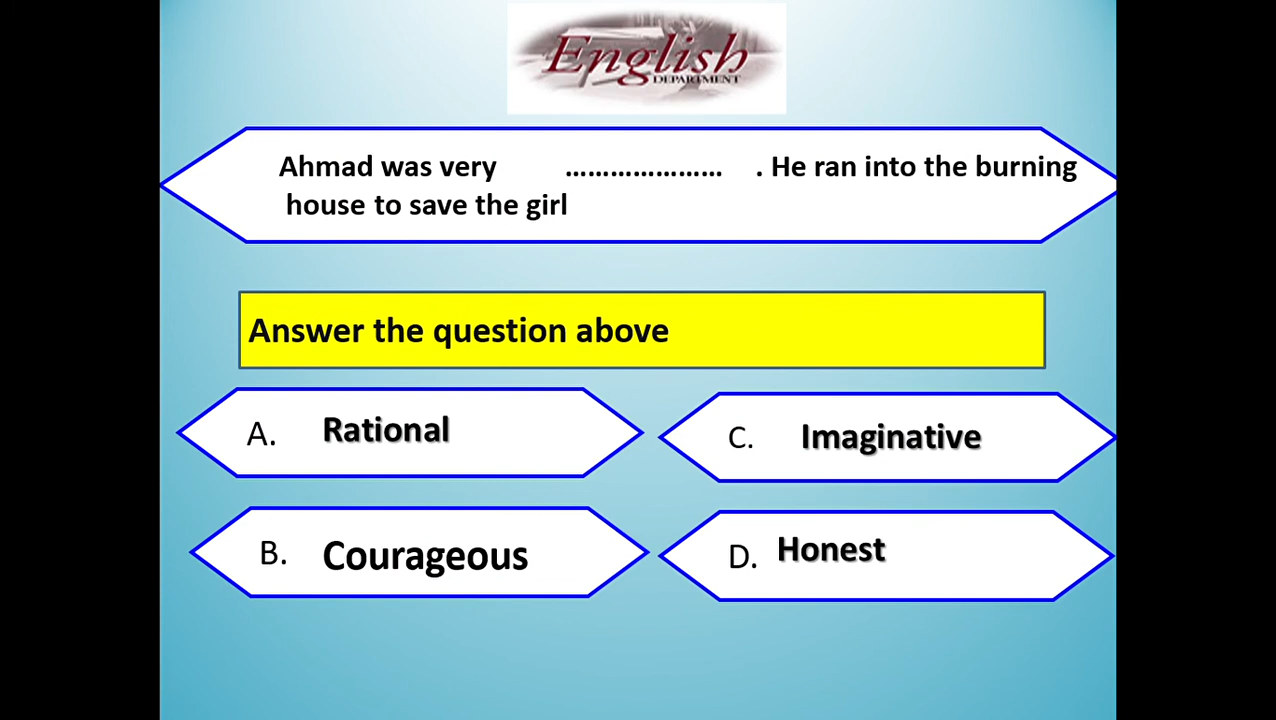 English
DEPARTMENT
Ahmad was very ………………… . He ran into the burning
house to save the girl
Answer the question above
A. Rational
C. Imaginative
B. Courageous
D. Honest